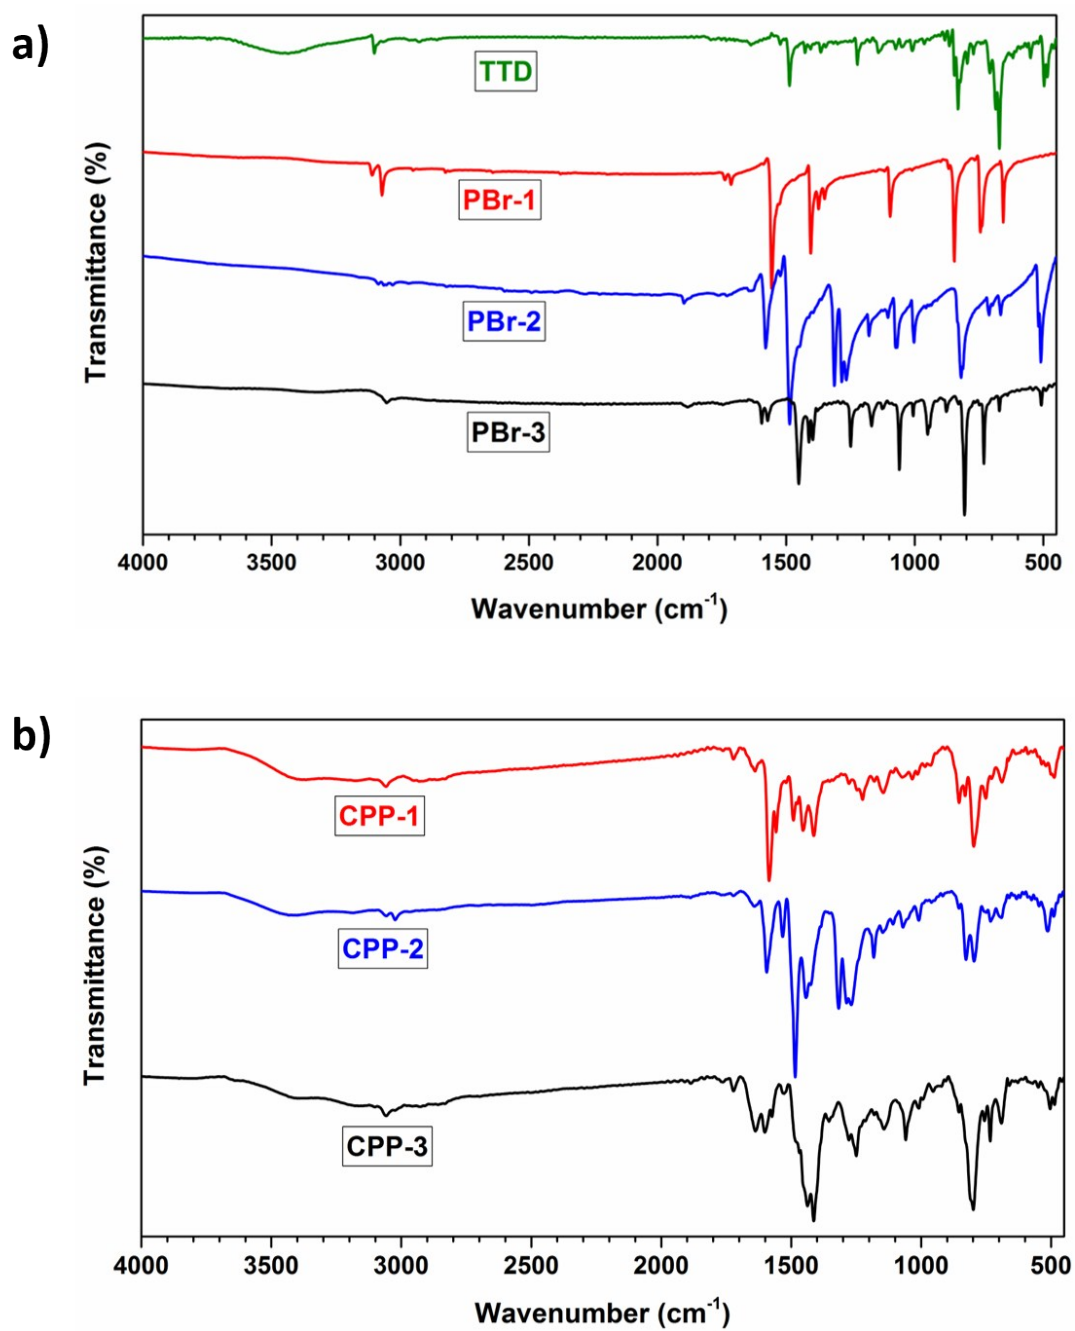 a)
TTD
PBr-1
PBr-2
PBr-3
Transmittance (%)
4000 3500 3000 2500 2000 1500 1000 500
Wavenumber (cm⁻¹)
b)
CPP-1
CPP-2
CPP-3
Transmittance (%)
4000 3500 3000 2500 2000 1500 1000 500
Wavenumber (cm⁻¹)